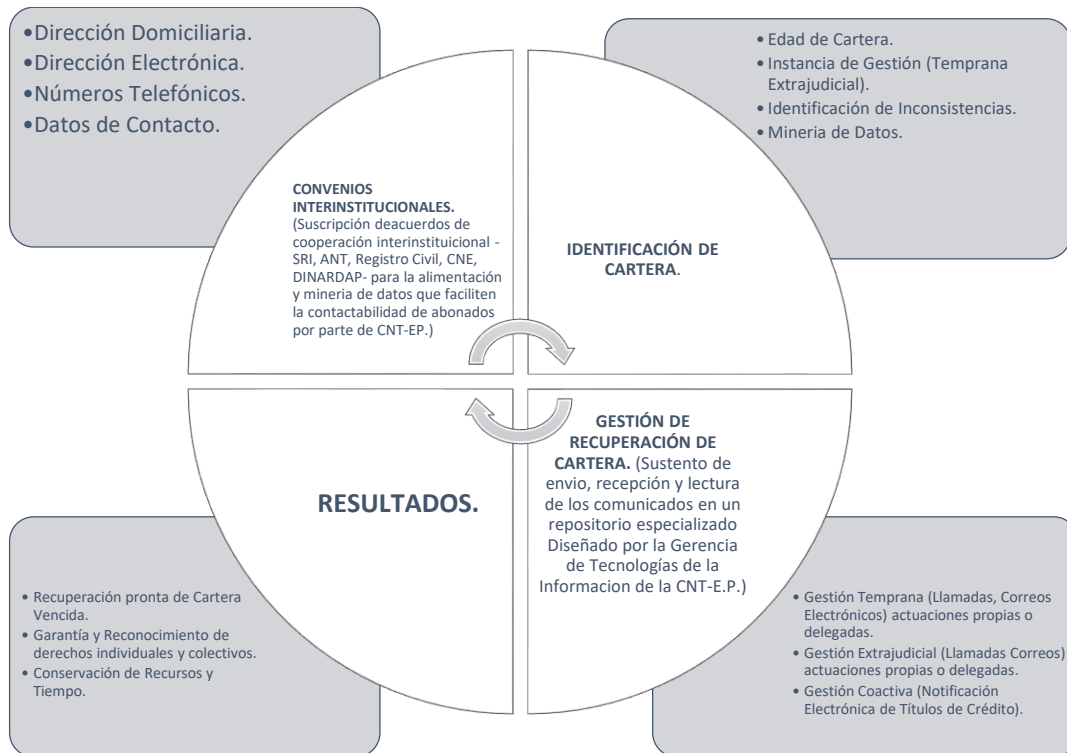 •Dirección Domiciliaria.
•Dirección Electrónica.
•Números Telefónicos.
•Datos de Contacto.
• Edad de Cartera.
• Instancia de Gestión (Temprana
Extrajudicial).
• Identificación de Inconsistencias.
• Mineria de Datos.
CONVENIOS
INTERINSTITUCIONALES.
(Suscripción deacuerdos de
cooperación interinstituicional -
SRI, ANT, Registro Civil, CNE,
DINARDAP- para la alimentación
y mineria de datos que faciliten
la contactabilidad de abonados
por parte de CNT-EP.)
IDENTIFICACIÓN DE
CARTERA.
RESULTADOS.
GESTIÓN DE
RECUPERACIÓN DE
CARTERA. (Sustento de
envio, recepción y lectura
de los comunicados en un
repositorio especializado
Diseñado por la Gerencia
de Tecnologías de la
Informacion de la CNT-E.P.)
• Recuperación pronta de Cartera
Vencida.
• Garantía y Reconocimiento de
derechos individuales y colectivos.
• Conservación de Recursos y
Tiempo.
• Gestión Temprana (Llamadas, Correos
Electrónicos) actuaciones propias o
delegadas.
• Gestión Extrajudicial (Llamadas Correos)
actuaciones propias o delegadas.
• Gestión Coactiva (Notificación
Electrónica de Títulos de Crédito).